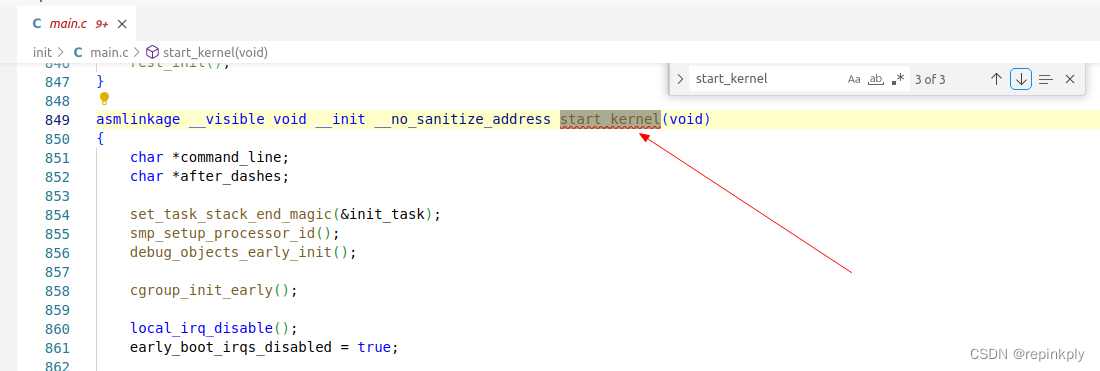 main.c 9+
init > main.c > start_kernel(void)
start_kernel Aa ab 3 of 3
846 rest_init();
847 }
848
849 asmlinkage __visible void __init __no_sanitize_address start_kernel(void)
850 {
851 char *command_line;
852 char *after_dashes;
853
854 set_task_stack_end_magic(&init_task);
855 smp_setup_processor_id();
856 debug_objects_early_init();
857
858 cgroup_init_early();
859
860 local_irq_disable();
861 early_boot_irqs_disabled = true;
862
CSDN @repinkply